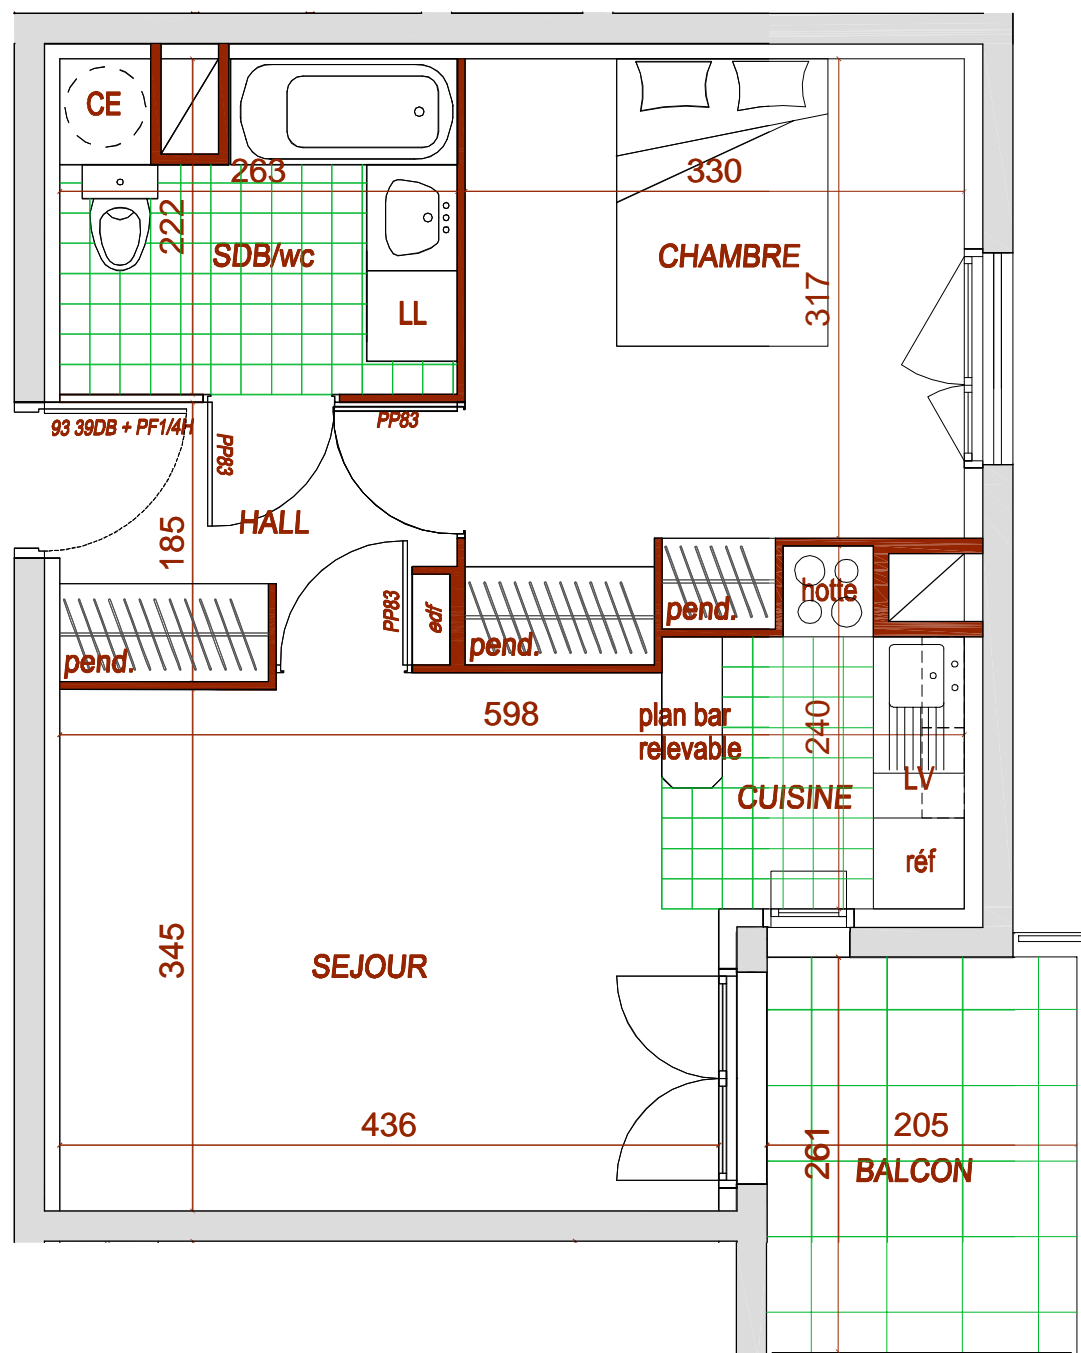 CE
263
330
222
SDB/wc
CHAMBRE
317
LL
93 39DB + PF1/4H
PP83
PP83
HALL
185
hotte
PP83
edf
pend.
pend.
pend.
598
plan bar
relevable
240
LV
CUISINE
réf
345
SEJOUR
436
261
205
BALCON